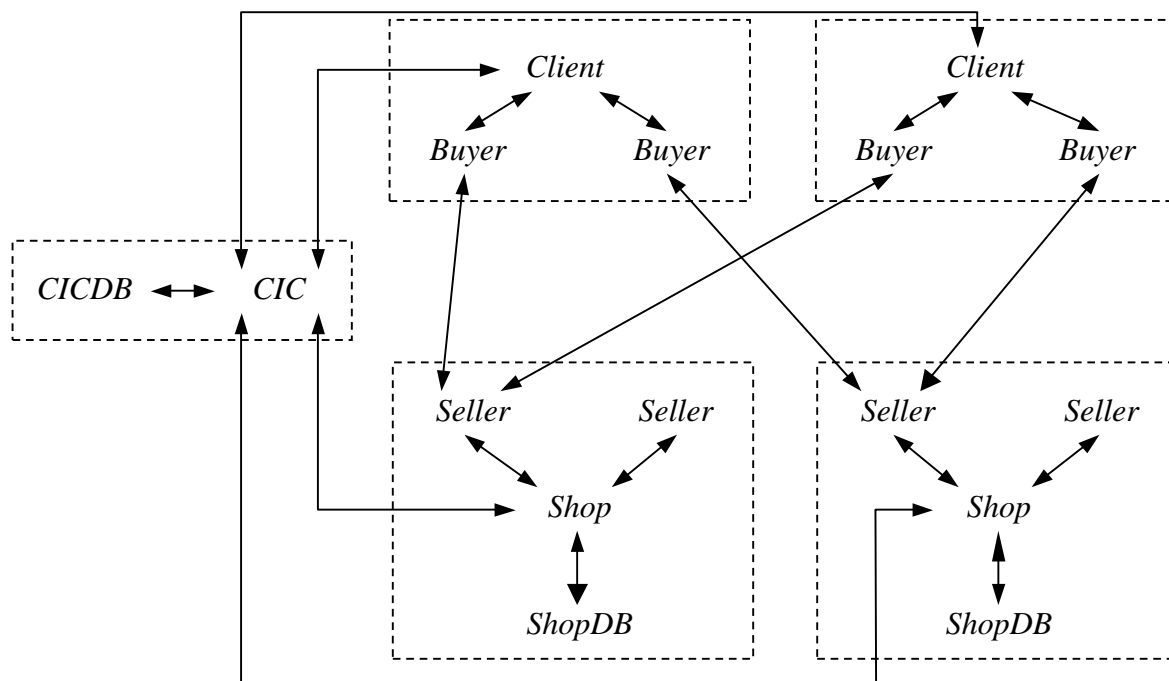 Client
Client
Buyer
Buyer
Buyer
Buyer
CICDB
CIC
Seller
Seller
Seller
Seller
Shop
Shop
ShopDB
ShopDB